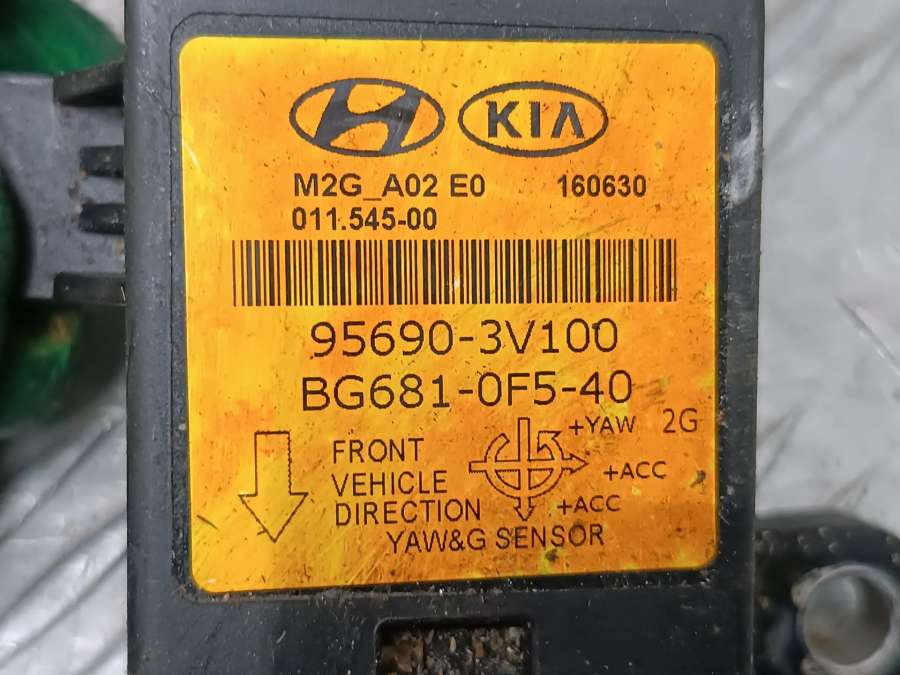 KIA
M2G_A02 E0 160630
011.545-00
95690-3V100
BG681-0F5-40
+YAW 2G
FRONT
VEHICLE
DIRECTION
+ACC
+ACC
YAW&G SENSOR